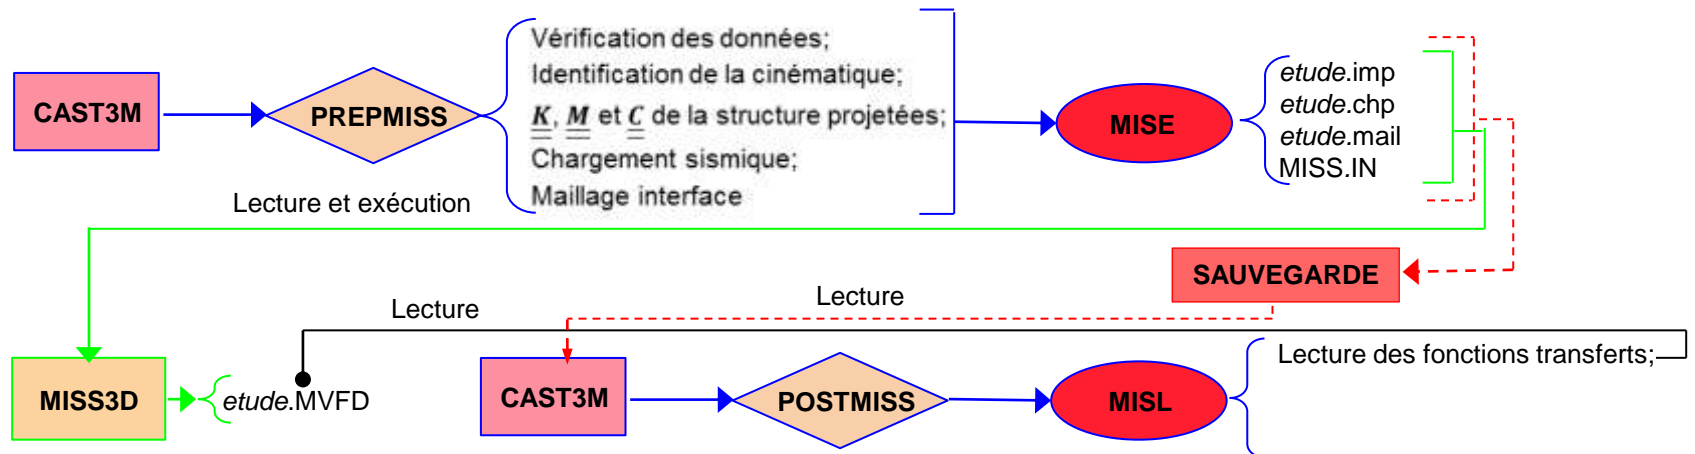 CAST3M
PREPMISS
Vérification des données;
Identification de la cinématique;
K, M et C de la structure projetées;
Chargement sismique;
Maillage interface
MISE
etude.imp
etude.chp
etude.mail
MISS.IN
Lecture et exécution
SAUVEGARDE
Lecture
Lecture
MISS3D
etude.MVFD
CAST3M
POSTMISS
MISL
Lecture des fonctions transferts;